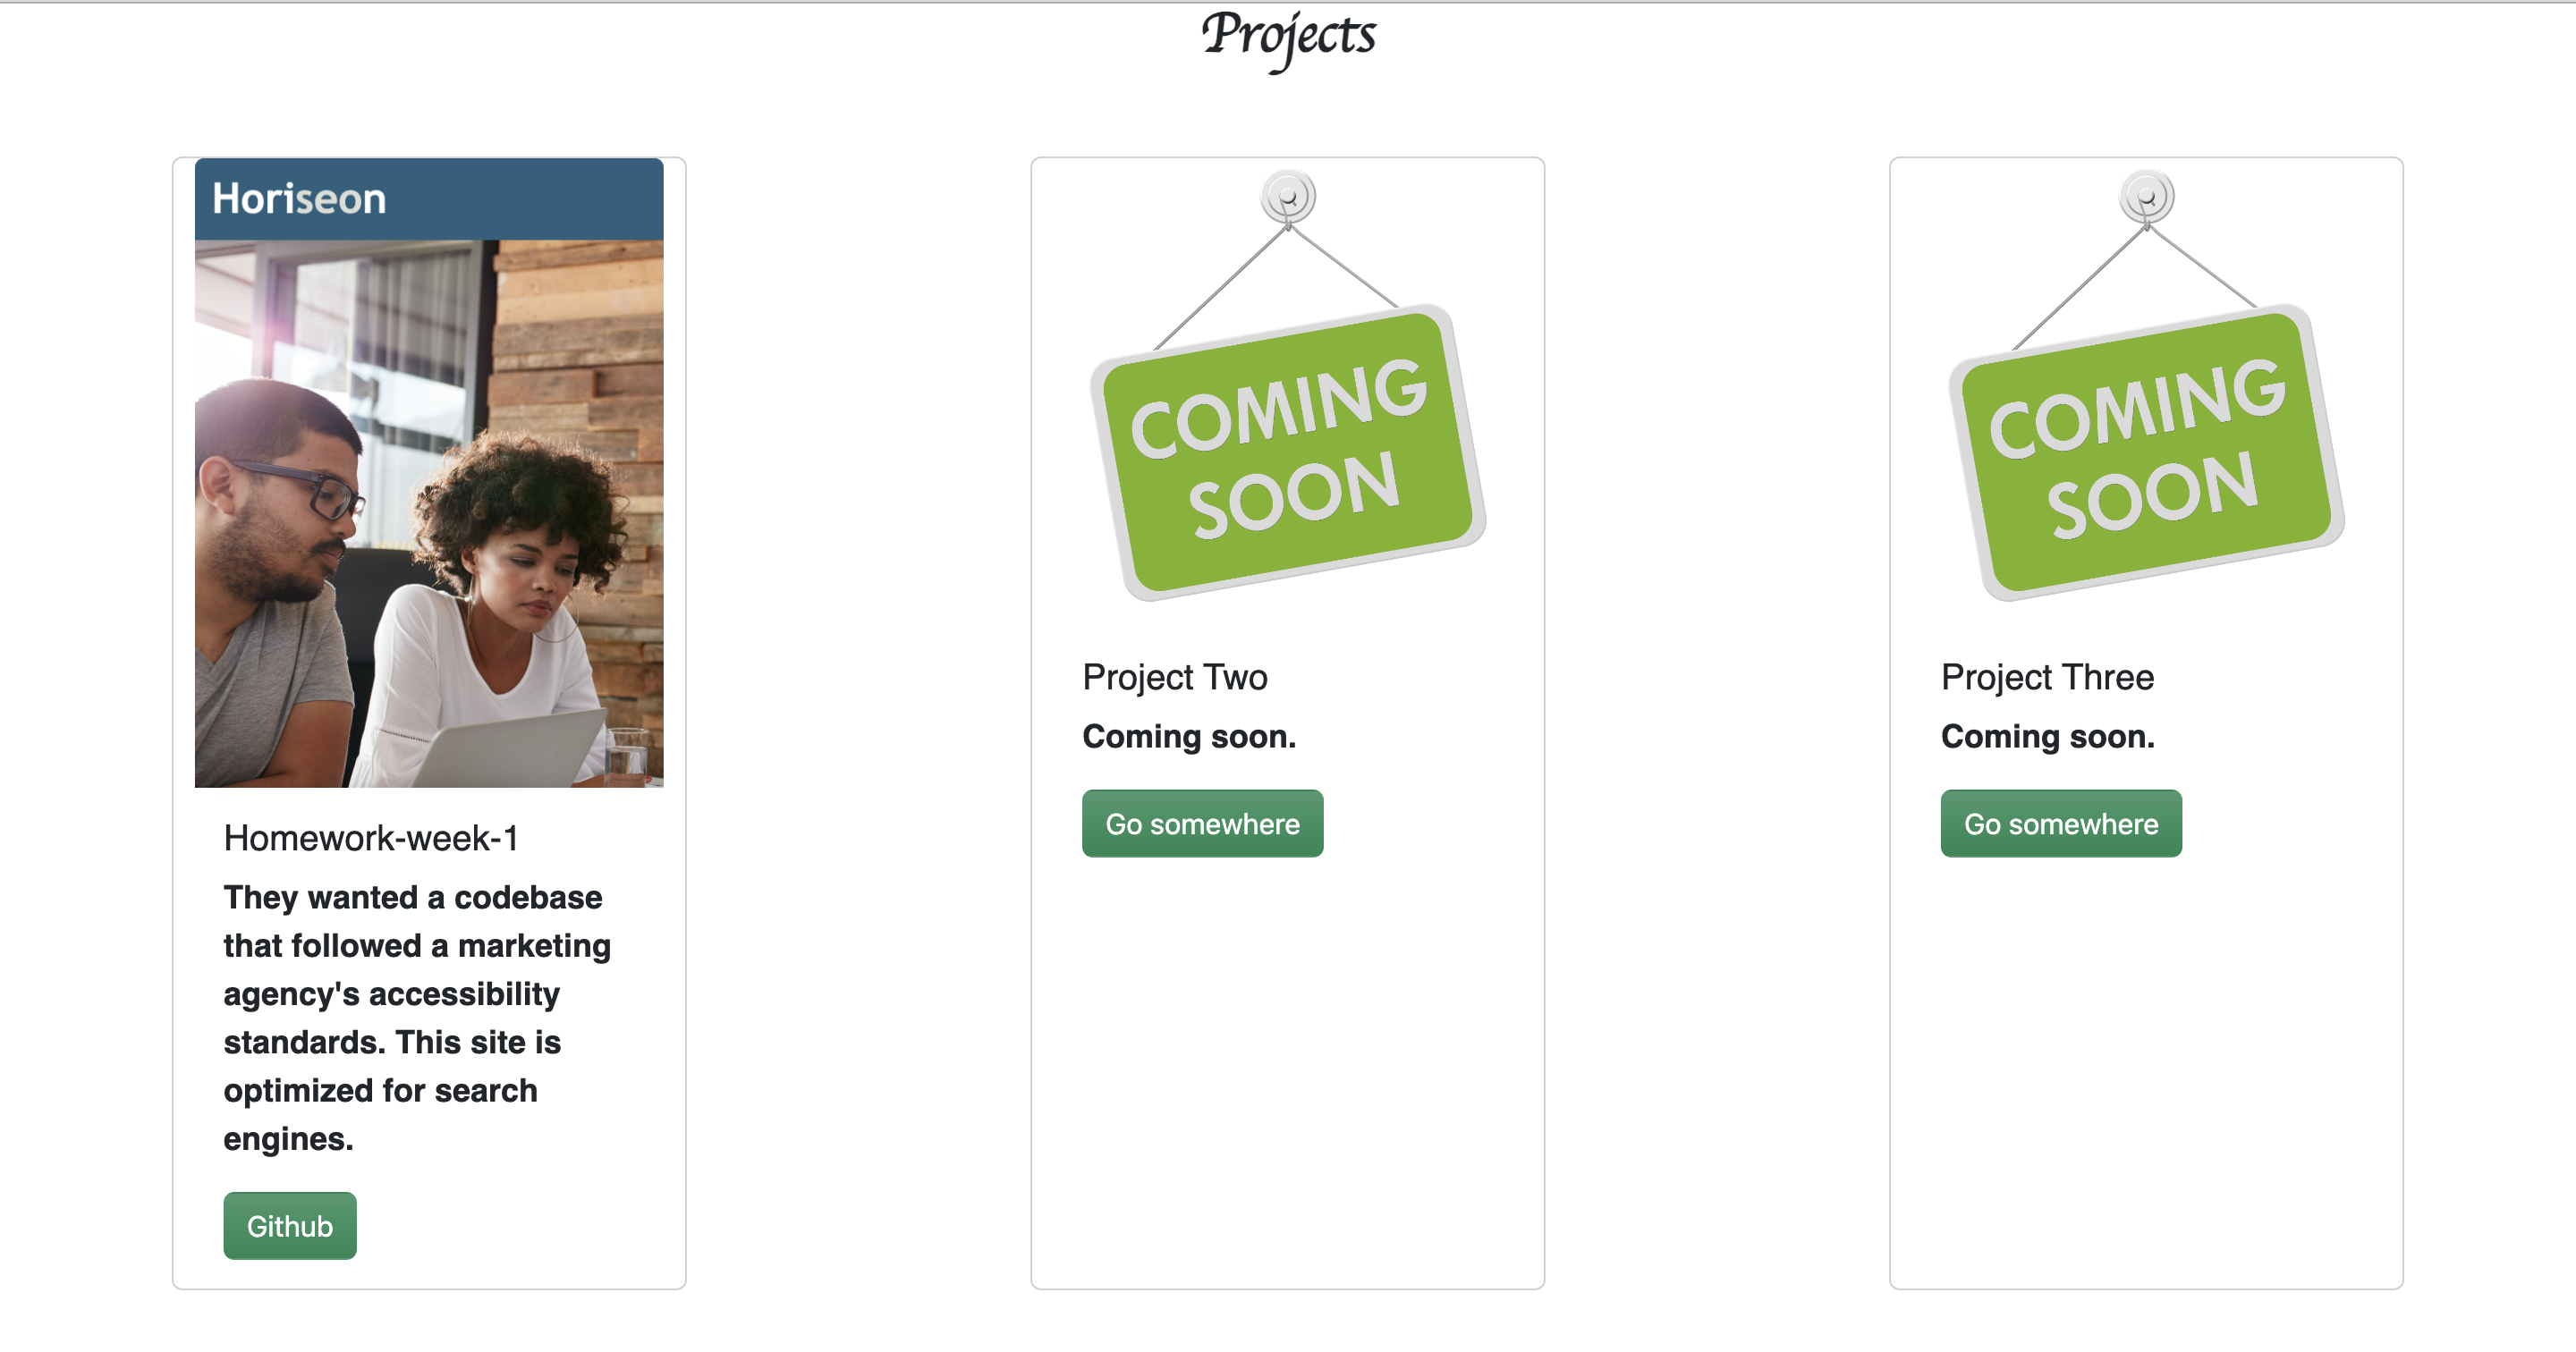 Projects
Horiseon
Homework-week-1
They wanted a codebase
that followed a marketing
agency's accessibility
standards. This site is
optimized for search
engines.
Github
COMING
SOON
Project Two
Coming soon.
Go somewhere
COMING
SOON
Project Three
Coming soon.
Go somewhere